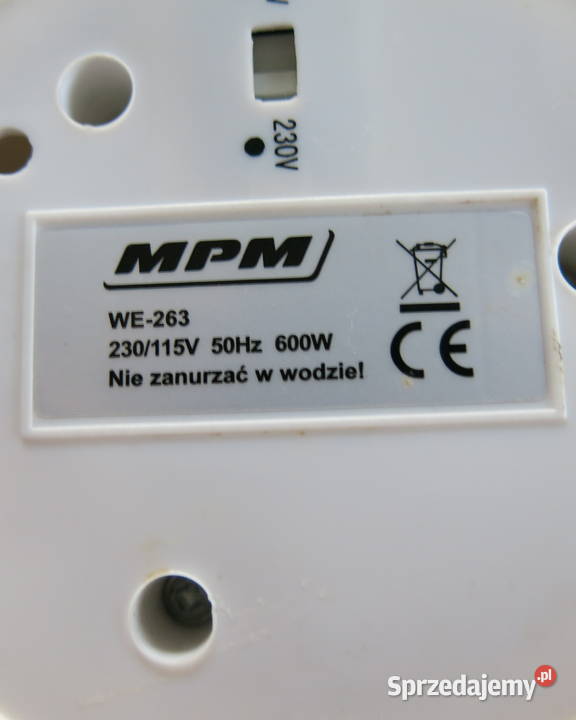 230V
MPM
WE-263
230/115V 50Hz 600W
Nie zanurzać w wodzie!
CE
Sprzedajemy.pl